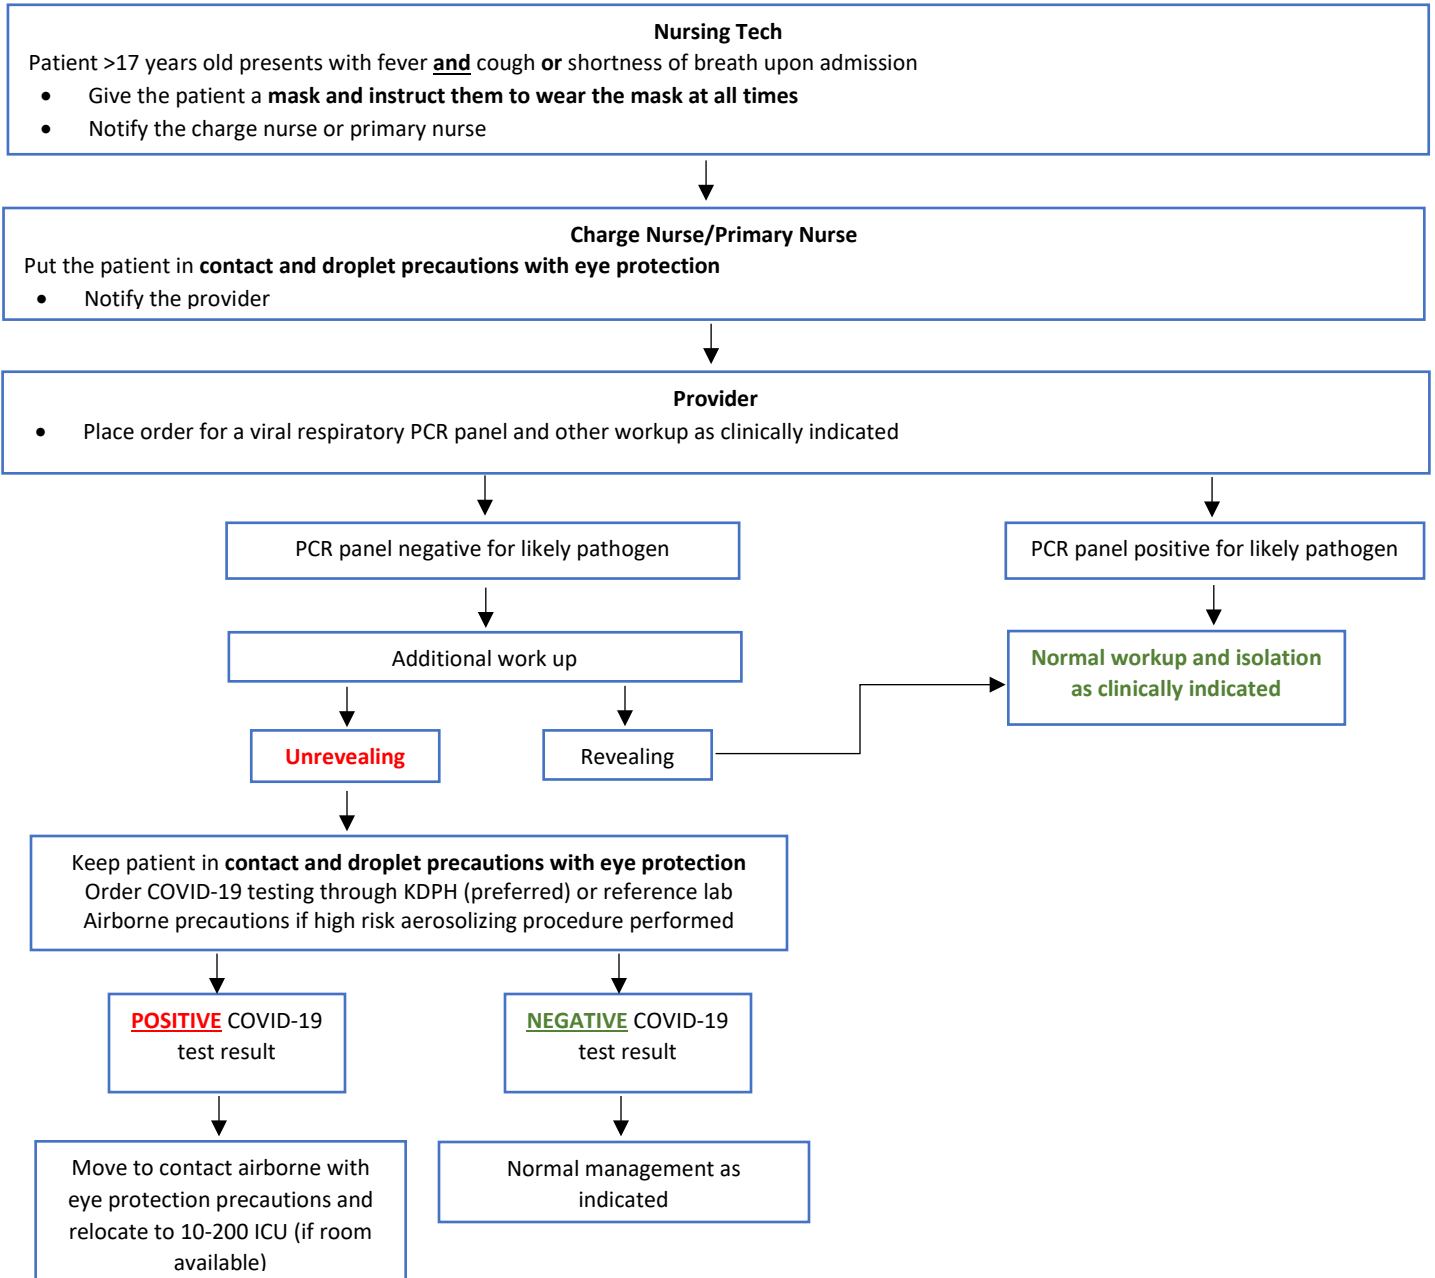 Nursing Tech
Patient >17 years old presents with fever and cough or shortness of breath upon admission
• Give the patient a mask and instruct them to wear the mask at all times
• Notify the charge nurse or primary nurse
Charge Nurse/Primary Nurse
Put the patient in contact and droplet precautions with eye protection
• Notify the provider
Provider
• Place order for a viral respiratory PCR panel and other workup as clinically indicated
PCR panel negative for likely pathogen
PCR panel positive for likely pathogen
Additional work up
Normal workup and isolation
as clinically indicated
Unrevealing
Revealing
Keep patient in contact and droplet precautions with eye protection
Order COVID-19 testing through KDPH (preferred) or reference lab
Airborne precautions if high risk aerosolizing procedure performed
POSITIVE COVID-19
test result
NEGATIVE COVID-19
test result
Move to contact airborne with
eye protection precautions and
relocate to 10-200 ICU (if room
available)
Normal management as
indicated